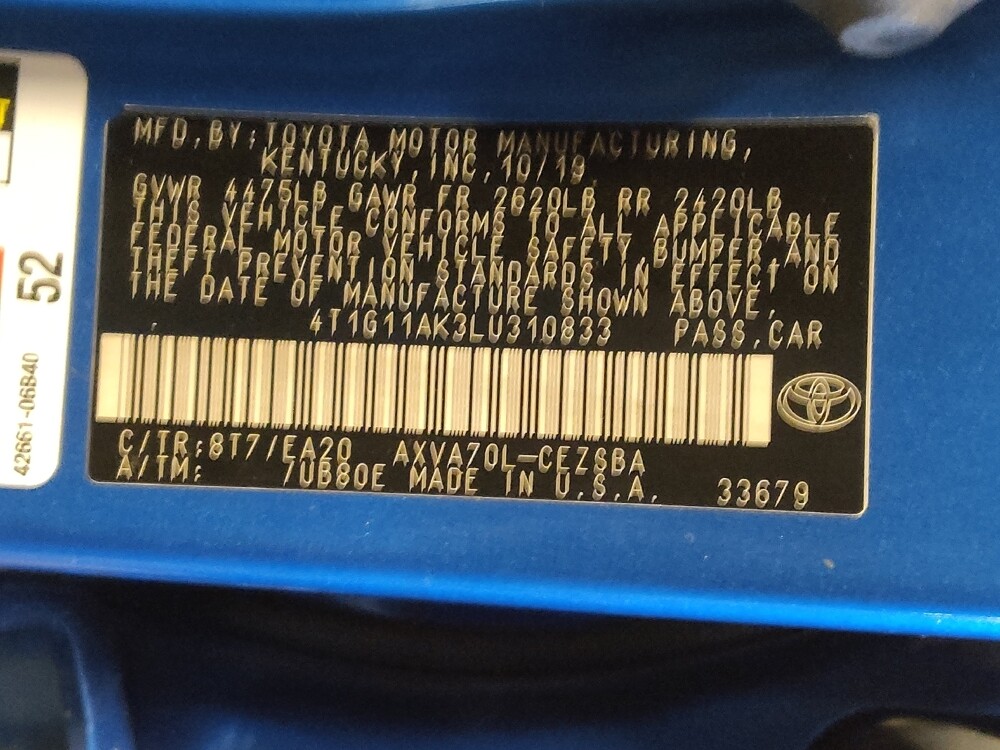 MFD. BY: TOYOTA MOTOR MANUFACTURING,
KENTUCKY, INC. 10/19
GVWR 4475LB GAWR FR 2620LB RR 2420LB
THIS VEHICLE CONFORMS TO ALL APPLICABLE
FEDERAL MOTOR VEHICLE SAFETY, BUMPER, AND
THEFT PREVENTION STANDARDS IN EFFECT ON
THE DATE OF MANUFACTURE SHOWN ABOVE.
4T1G11AK3LU310833 PASS. CAR
C/TR: 8T7/EA20 AXVA70L-CEZSBA
A/TM: /UB80E MADE IN U.S.A. 33679
52
42661-06B40